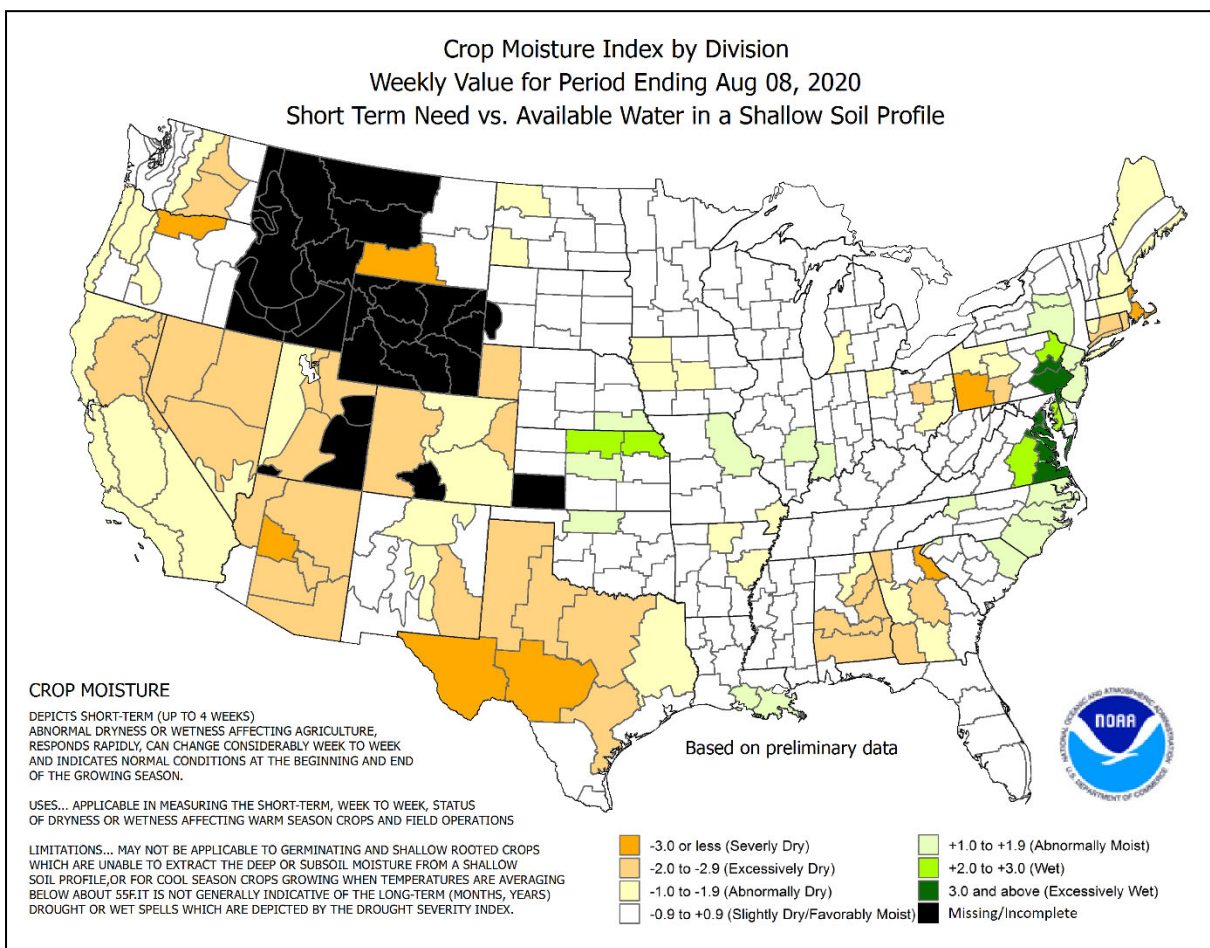 Crop Moisture Index by Division
Weekly Value for Period Ending Aug 08, 2020
Short Term Need vs. Available Water in a Shallow Soil Profile
CROP MOISTURE
DEPICTS SHORT-TERM (UP TO 4 WEEKS)
ABNORMAL DRYNESS OR WETNESS AFFECTING AGRICULTURE,
RESPONDS RAPIDLY, CAN CHANGE CONSIDERABLY WEEK TO WEEK
AND INDICATES NORMAL CONDITIONS AT THE BEGINNING AND END
OF THE GROWING SEASON.
USES... APPLICABLE IN MEASURING THE SHORT-TERM, WEEK TO WEEK, STATUS
OF DRYNESS OR WETNESS AFFECTING WARM SEASON CROPS AND FIELD OPERATIONS
LIMITATIONS... MAY NOT BE APPLICABLE TO GERMINATING AND SHALLOW ROOTED CROPS
WHICH ARE UNABLE TO EXTRACT THE DEEP OR SUBSOIL MOISTURE FROM A SHALLOW
SOIL PROFILE,OR FOR COOL SEASON CROPS GROWING WHEN TEMPERATURES ARE AVERAGING
BELOW ABOUT 55F.IT IS NOT GENERALLY INDICATIVE OF THE LONG-TERM (MONTHS, YEARS)
DROUGHT OR WET SPELLS WHICH ARE DEPICTED BY THE DROUGHT SEVERITY INDEX.
Based on preliminary data
NATIONAL OCEANIC AND ATMOSPHERIC ADMINISTRATION
NOAA
U.S. DEPARTMENT OF COMMERCE
-3.0 or less (Severly Dry)
-2.0 to -2.9 (Excessively Dry)
-1.0 to -1.9 (Abnormally Dry)
-0.9 to +0.9 (Slightly Dry/Favorably Moist)
+1.0 to +1.9 (Abnormally Moist)
+2.0 to +3.0 (Wet)
3.0 and above (Excessively Wet)
Missing/Incomplete